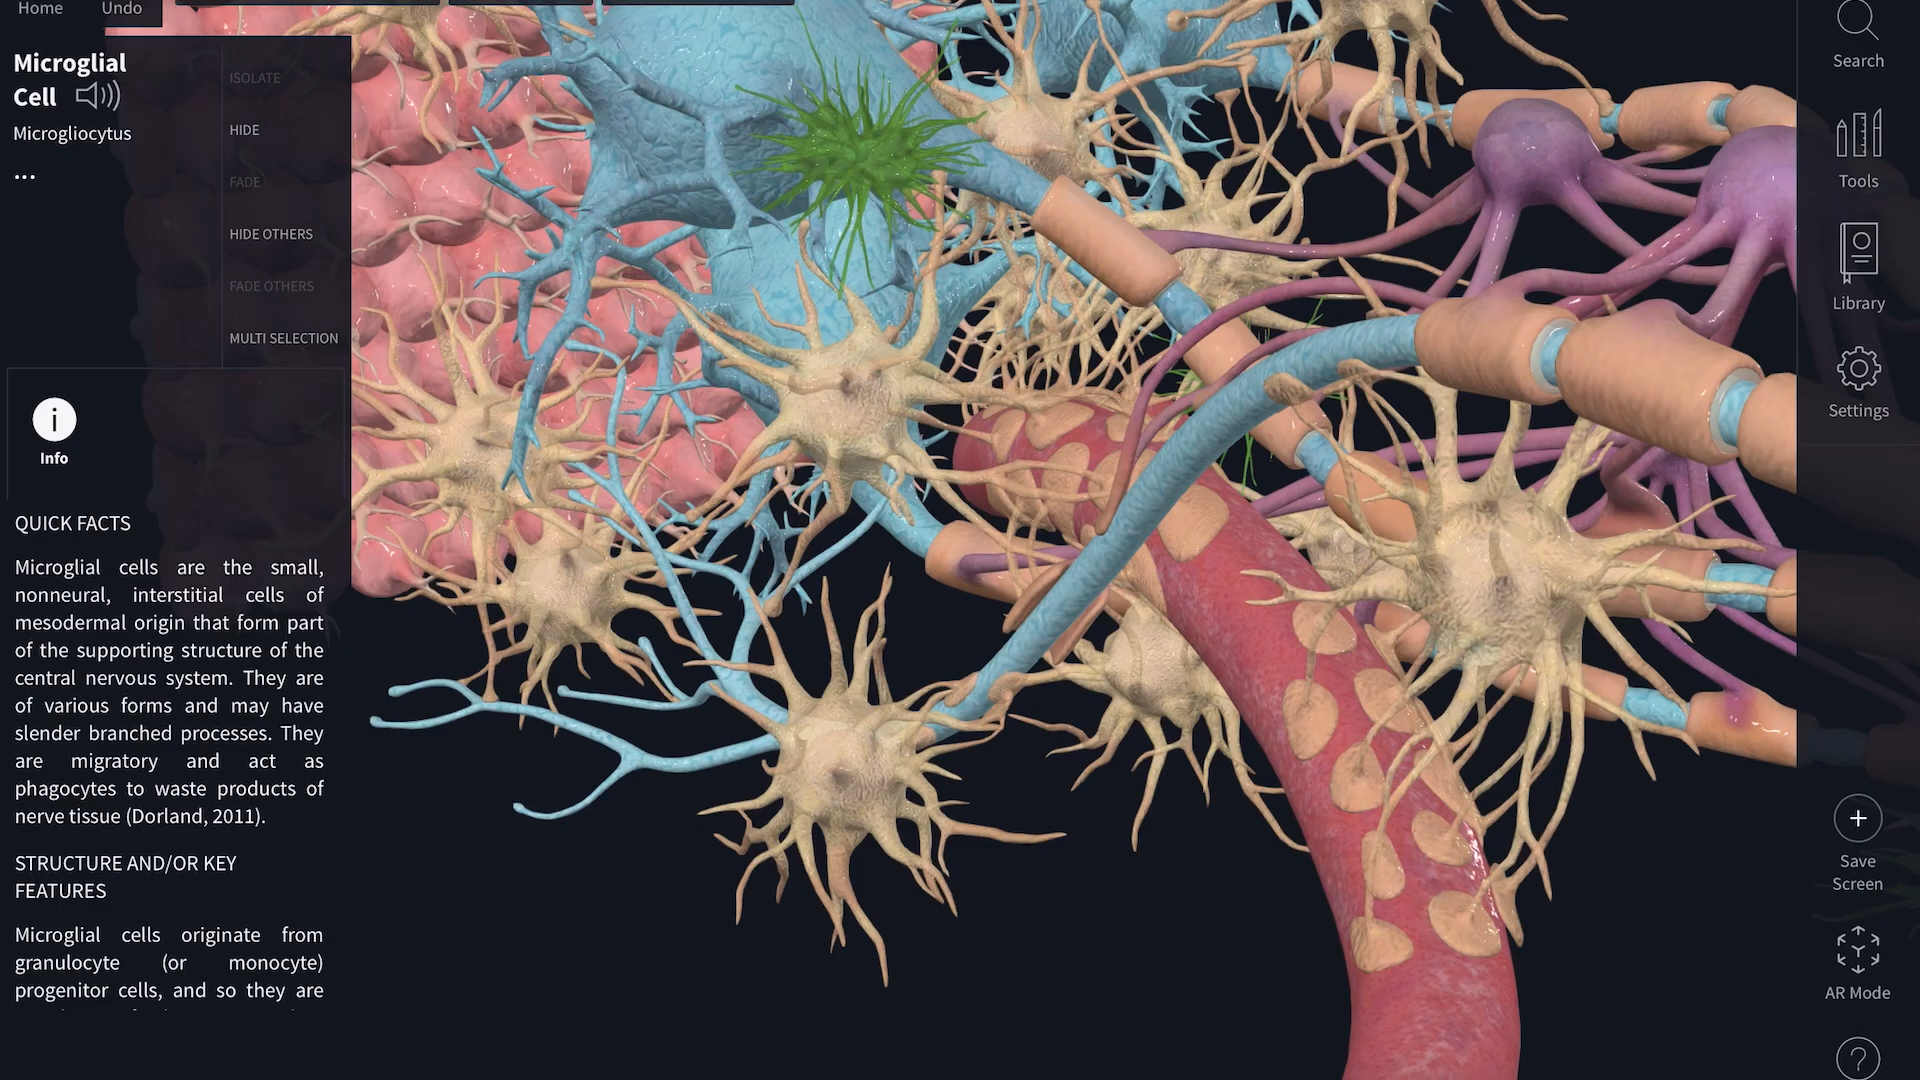 Home Undo
Microglial
Cell
Microgliocytus
...
ISOLATE
HIDE
FADE
HIDE OTHERS
FADE OTHERS
MULTI SELECTION
i
Info
QUICK FACTS
Microglial cells are the small,
nonneural, interstitial cells of
mesodermal origin that form part
of the supporting structure of the
central nervous system. They are
of various forms and may have
slender branched processes. They
are migratory and act as
phagocytes to waste products of
nerve tissue (Dorland, 2011).
STRUCTURE AND/OR KEY
FEATURES
Microglial cells originate from
granulocyte (or monocyte)
progenitor cells, and so they are
Search
Tools
Library
Settings
Save
Screen
AR Mode
?